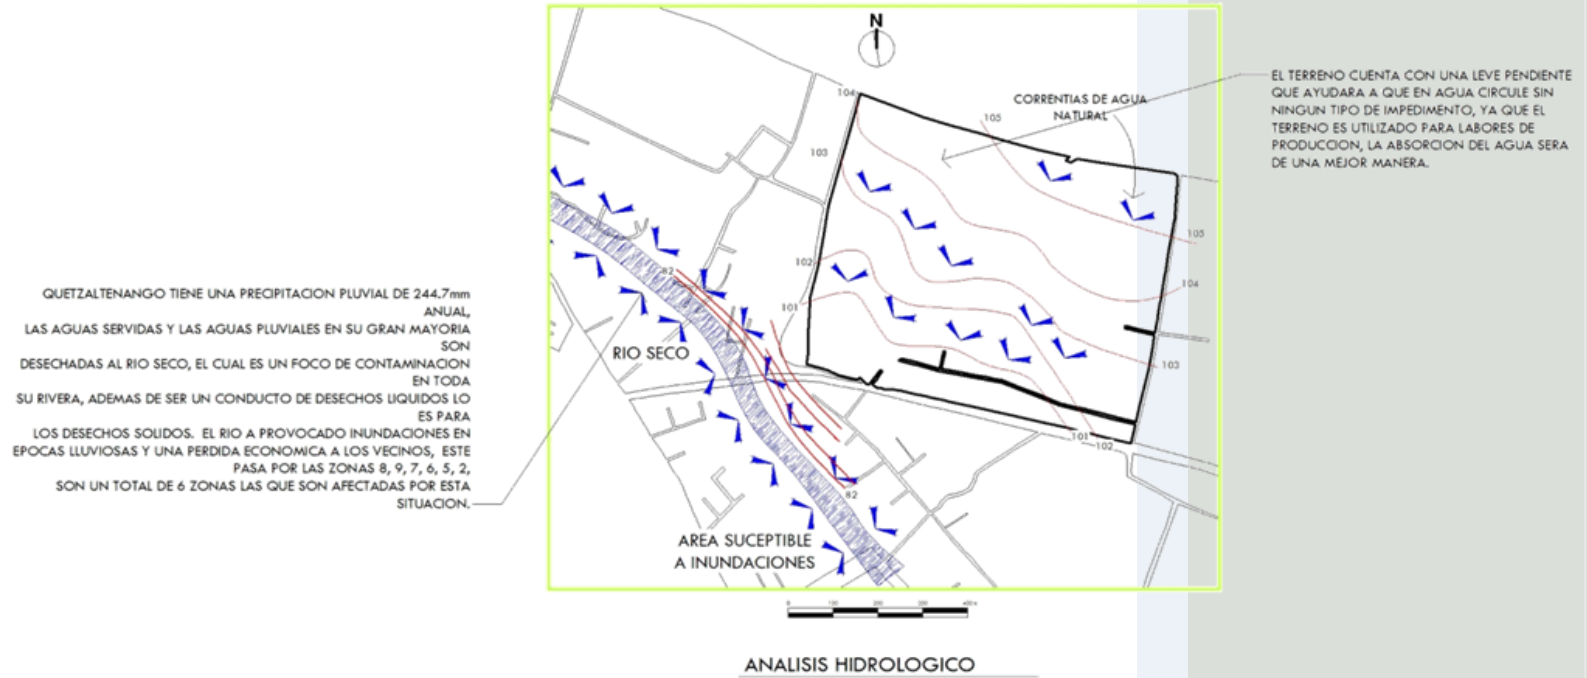 N
EL TERRENO CUENTA CON UNA LEVE PENDIENTE
QUE AYUDARA A QUE EN AGUA CIRCULE SIN
NINGUN TIPO DE IMPEDIMENTO, YA QUE EL
TERRENO ES UTILIZADO PARA LABORES DE
PRODUCCION, LA ABSORCION DEL AGUA SERA
DE UNA MEJOR MANERA.
CORRENTIAS DE AGUA
NATURAL
104
105
103
105
102
104
101
103
101
102
82
82
QUETZALTENANGO TIENE UNA PRECIPITACION PLUVIAL DE 244.7mm
ANUAL,
LAS AGUAS SERVIDAS Y LAS AGUAS PLUVIALES EN SU GRAN MAYORIA
SON
DESECHADAS AL RIO SECO, EL CUAL ES UN FOCO DE CONTAMINACION
EN TODA
SU RIVERA, ADEMAS DE SER UN CONDUCTO DE DESECHOS LIQUIDOS LO
ES PARA
LOS DESECHOS SOLIDOS. EL RIO A PROVOCADO INUNDACIONES EN
EPOCAS LLUVIOSAS Y UNA PERDIDA ECONOMICA A LOS VECINOS, ESTE
PASA POR LAS ZONAS 8, 9, 7, 6, 5, 2,
SON UN TOTAL DE 6 ZONAS LAS QUE SON AFECTADAS POR ESTA
SITUACION.
RIO SECO
AREA SUCEPTIBLE
A INUNDACIONES
0 100 200 300 400
ANALISIS HIDROLOGICO